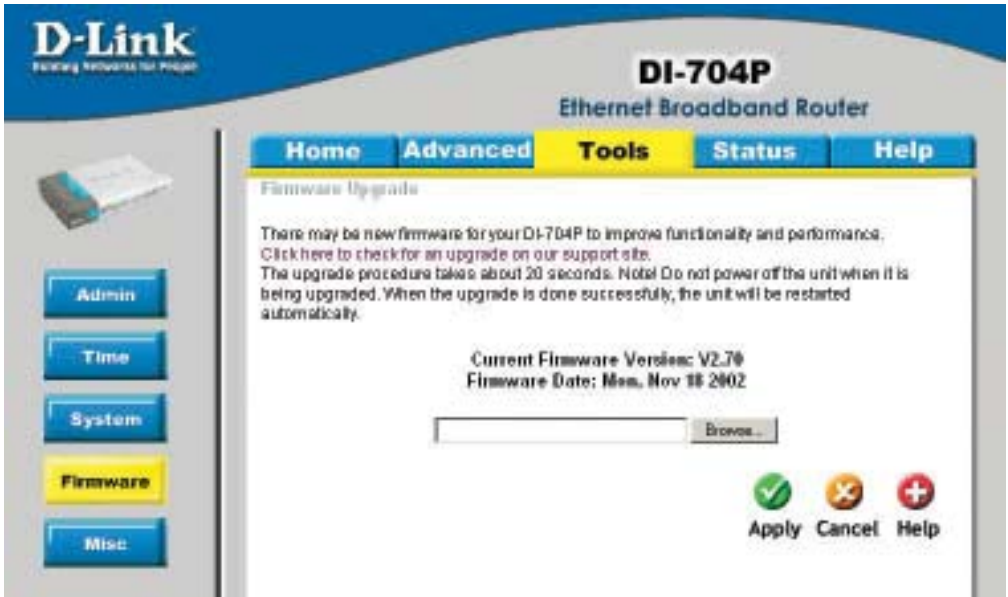 D-Link
Building Networks for People
DI-704P
Ethernet Broadband Router
Home Advanced Tools Status Help
Firmware Upgrade
There may be new firmware for your DI-704P to improve functionality and performance.
Click here to check for an upgrade on our support site.
The upgrade procedure takes about 20 seconds. Note! Do not power off the unit when it is
being upgraded. When the upgrade is done successfully, the unit will be restarted
automatically.
Admin
Time
Current Firmware Version: V2.70
Firmware Date: Mon, Nov 18 2002
System
Browse...
Firmware
Apply Cancel Help
Misc